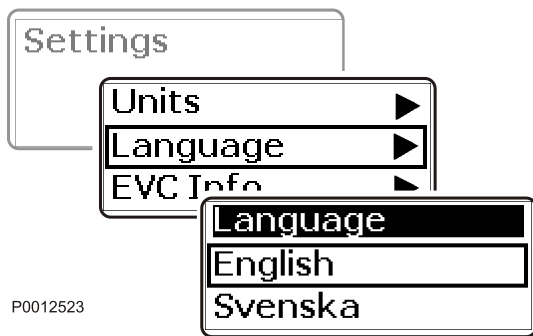 Settings
Units
Language
EVC Info
Language
English
Svenska
P0012523